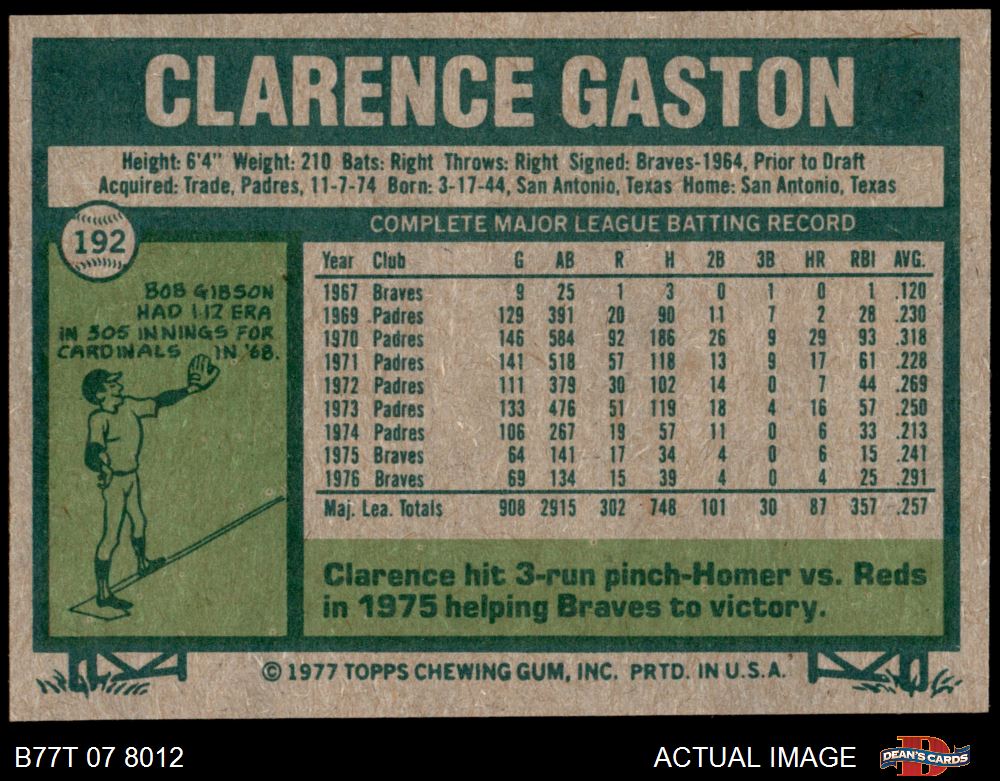 CLARENCE GASTON
Height: 6'4" Weight: 210 Bats: Right Throws: Right Signed: Braves-1964, Prior to Draft
Acquired: Trade, Padres, 11-7-74 Born: 3-17-44, San Antonio, Texas Home: San Antonio, Texas
192
BOB GIBSON
HAD 1.12 ERA
IN 305 INNINGS FOR
CARDINALS IN '68.
COMPLETE MAJOR LEAGUE BATTING RECORD
Year Club G AB R H 2B 3B HR RBI AVG.
1967 Braves 9 25 1 3 0 1 0 1 .120
1969 Padres 129 391 20 90 11 7 2 28 .230
1970 Padres 146 584 92 186 26 9 29 93 .318
1971 Padres 141 518 57 118 13 9 17 61 .228
1972 Padres 111 379 30 102 14 0 7 44 .269
1973 Padres 133 476 51 119 18 4 16 57 .250
1974 Padres 106 267 19 57 11 0 6 33 .213
1975 Braves 64 141 17 34 4 0 6 15 .241
1976 Braves 69 134 15 39 4 0 4 25 .291
Maj. Lea. Totals 908 2915 302 748 101 30 87 357 .257
Clarence hit 3-run pinch-Homer vs. Reds
in 1975 helping Braves to victory.
© 1977 TOPPS CHEWING GUM, INC. PRTD. IN U.S.A.
B77T 07 8012
ACTUAL IMAGE
D
DEAN'S CARDS